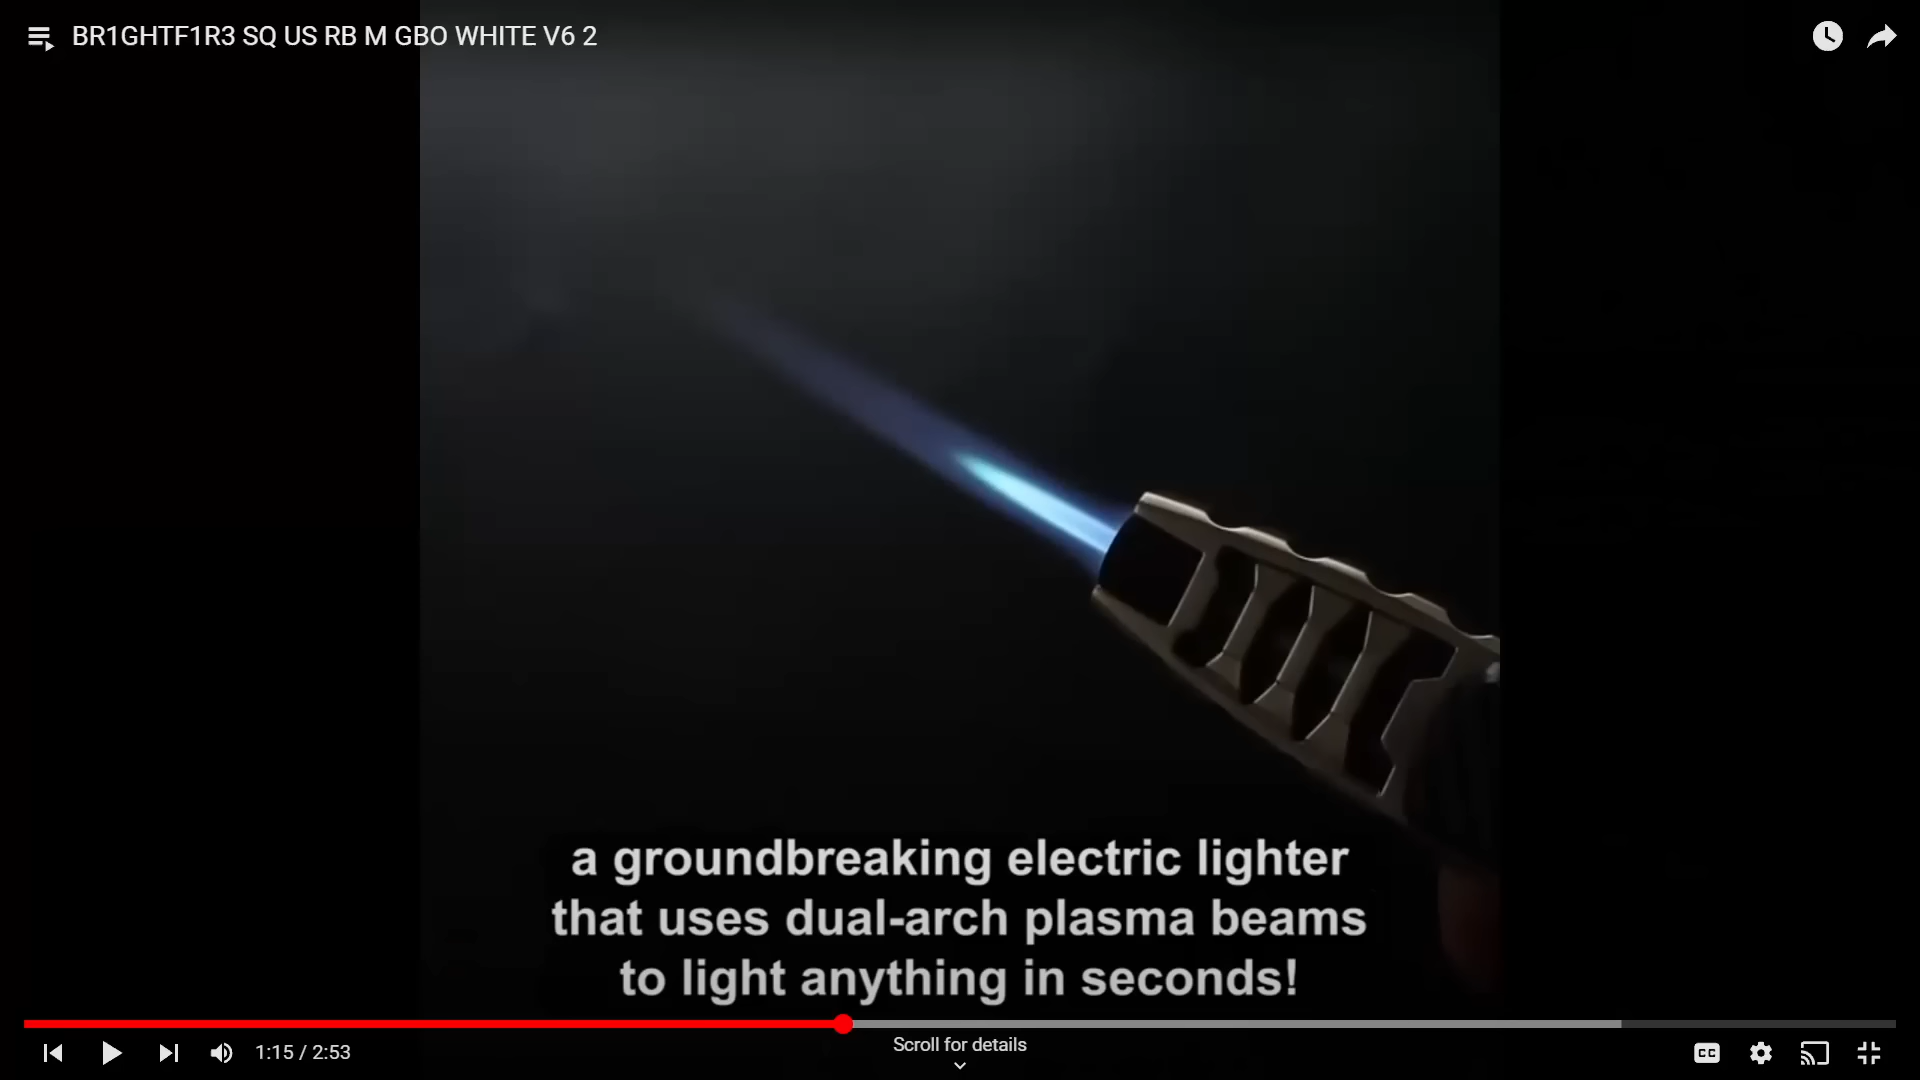 BR1GHTF1R3 SQ US RB M GBO WHITE V6 2
a groundbreaking electric lighter
that uses dual-arch plasma beams
to light anything in seconds!
1:15 / 2:53
Scroll for details
CC